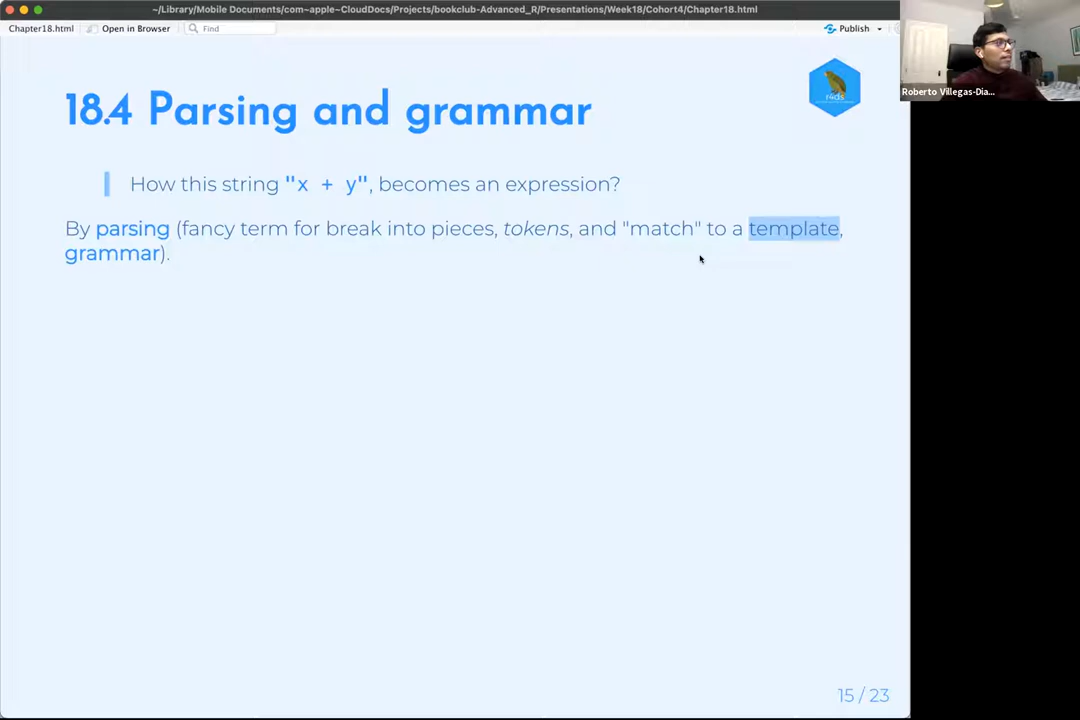 ~/Library/Mobile Documents/com~apple~CloudDocs/Projects/bookclub-Advanced_R/Presentations/Week18/Cohort4/Chapter18.html
Chapter18.html Open in Browser Find Publish
Roberto Villegas-Dia...
18.4 Parsing and grammar
r4ds
How this string "x + y", becomes an expression?
By parsing (fancy term for break into pieces, tokens, and "match" to a template,
grammar).
15 / 23